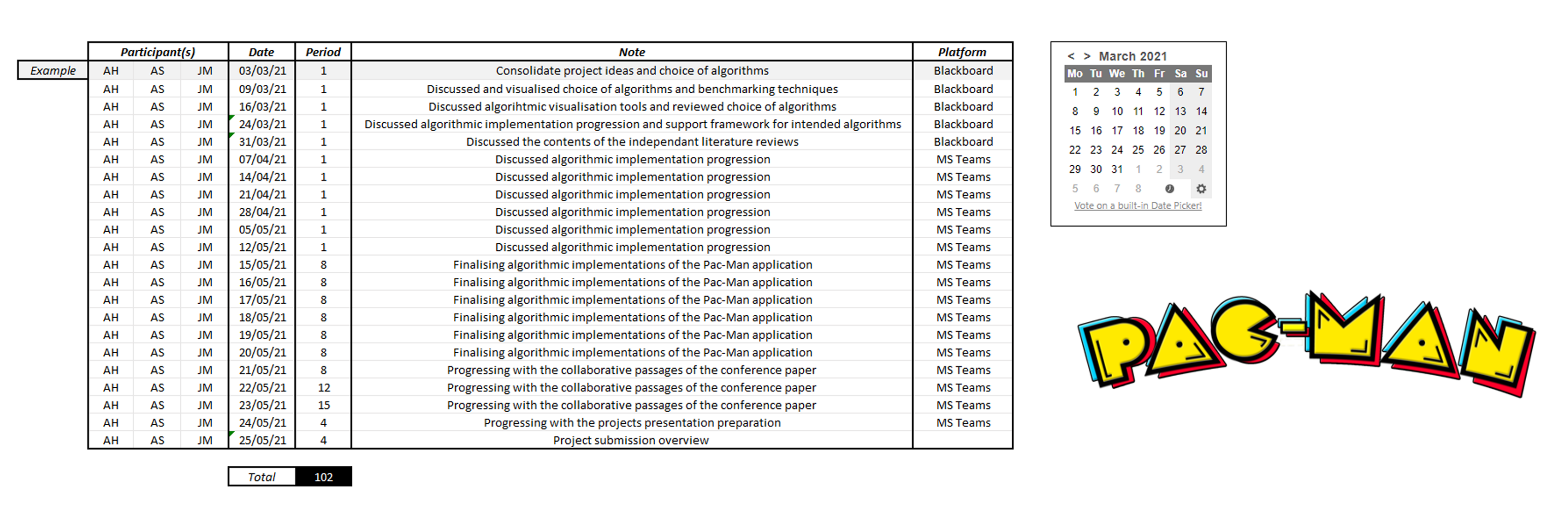 Participant(s) Date Period Note Platform
Example AH AS JM 03/03/21 1 Consolidate project ideas and choice of algorithms Blackboard
AH AS JM 09/03/21 1 Discussed and visualised choice of algorithms and benchmarking techniques Blackboard
AH AS JM 16/03/21 1 Discussed algorihtmic visualisation tools and reviewed choice of algorithms Blackboard
AH AS JM 24/03/21 1 Discussed algorithmic implementation progression and support framework for intended algorithms Blackboard
AH AS JM 31/03/21 1 Discussed the contents of the independant literature reviews Blackboard
AH AS JM 07/04/21 1 Discussed algorithmic implementation progression MS Teams
AH AS JM 14/04/21 1 Discussed algorithmic implementation progression MS Teams
AH AS JM 21/04/21 1 Discussed algorithmic implementation progression MS Teams
AH AS JM 28/04/21 1 Discussed algorithmic implementation progression MS Teams
AH AS JM 05/05/21 1 Discussed algorithmic implementation progression MS Teams
AH AS JM 12/05/21 1 Discussed algorithmic implementation progression MS Teams
AH AS JM 15/05/21 8 Finalising algorithmic implementations of the Pac-Man application MS Teams
AH AS JM 16/05/21 8 Finalising algorithmic implementations of the Pac-Man application MS Teams
AH AS JM 17/05/21 8 Finalising algorithmic implementations of the Pac-Man application MS Teams
AH AS JM 18/05/21 8 Finalising algorithmic implementations of the Pac-Man application MS Teams
AH AS JM 19/05/21 8 Finalising algorithmic implementations of the Pac-Man application MS Teams
AH AS JM 20/05/21 8 Finalising algorithmic implementations of the Pac-Man application MS Teams
AH AS JM 21/05/21 8 Progressing with the collaborative passages of the conference paper MS Teams
AH AS JM 22/05/21 12 Progressing with the collaborative passages of the conference paper MS Teams
AH AS JM 23/05/21 15 Progressing with the collaborative passages of the conference paper MS Teams
AH AS JM 24/05/21 4 Progressing with the projects presentation preparation MS Teams
AH AS JM 25/05/21 4 Project submission overview
Total 102
< > March 2021
Mo Tu We Th Fr Sa Su
1 2 3 4 5 6 7
8 9 10 11 12 13 14
15 16 17 18 19 20 21
22 23 24 25 26 27 28
29 30 31 1 2 3 4
5 6 7 8
Vote on a built-in Date Picker!
PAC-MAN